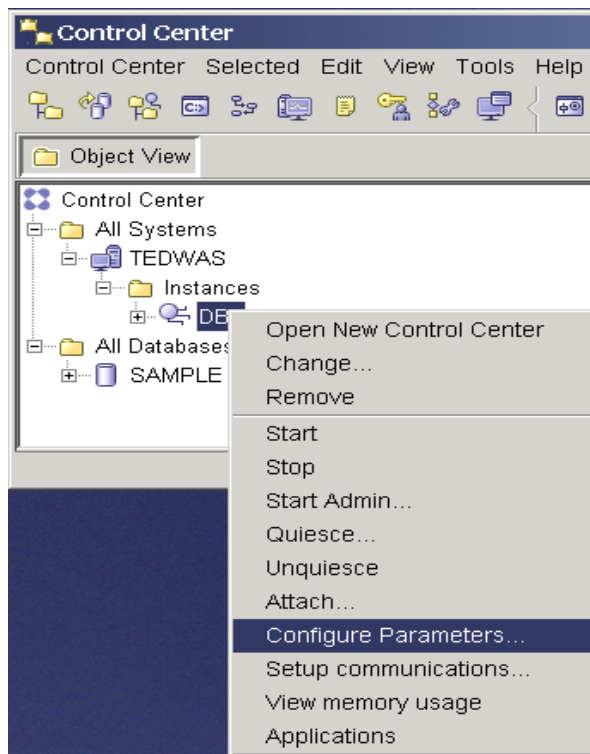 Control Center
Control Center Selected Edit View Tools Help
Object View
Control Center
All Systems
TEDWAS
Instances
All Databases
SAMPLE
Open New Control Center
Change...
Remove
Start
Stop
Start Admin...
Quiesce...
Unquiesce
Attach...
Configure Parameters...
Setup communications...
View memory usage
Applications